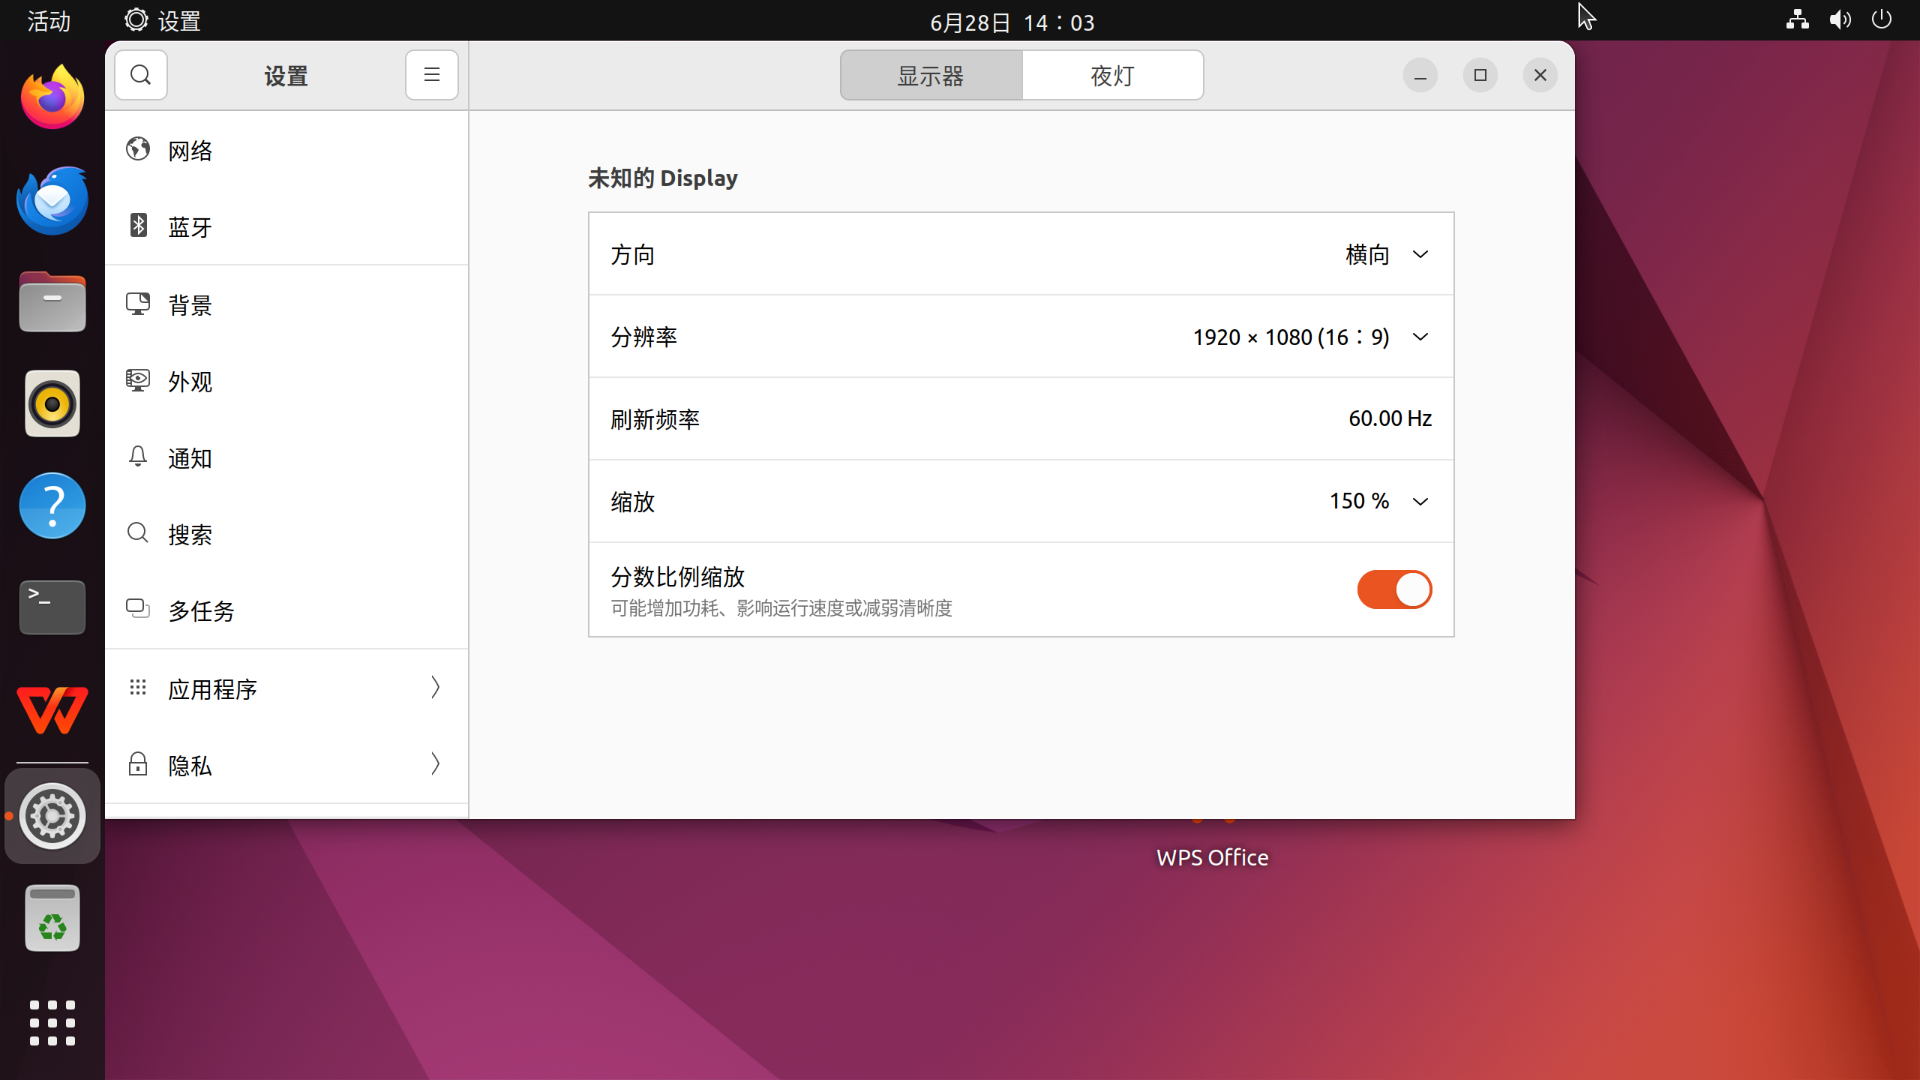 活动
设置
6月28日 14：03
设置
显示器
夜灯
网络
蓝牙
背景
外观
通知
搜索
多任务
应用程序
隐私
未知的 Display
方向
横向
分辨率
1920 × 1080 (16：9)
刷新频率
60.00 Hz
缩放
150 %
分数比例缩放
可能增加功耗、影响运行速度或减弱清晰度
WPS Office